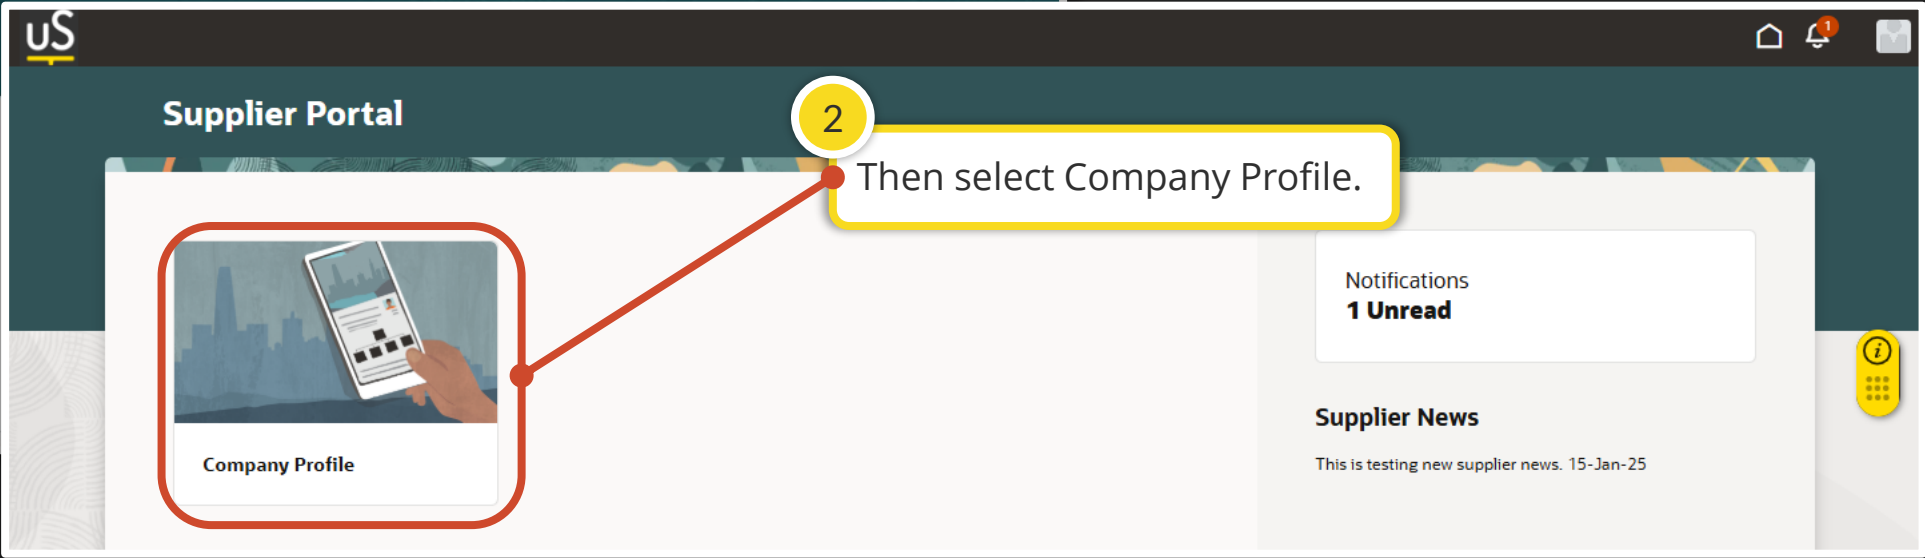 uS
1
Supplier Portal
2
Then select Company Profile.
Company Profile
Notifications
1 Unread
i
Supplier News
This is testing new supplier news. 15-Jan-25